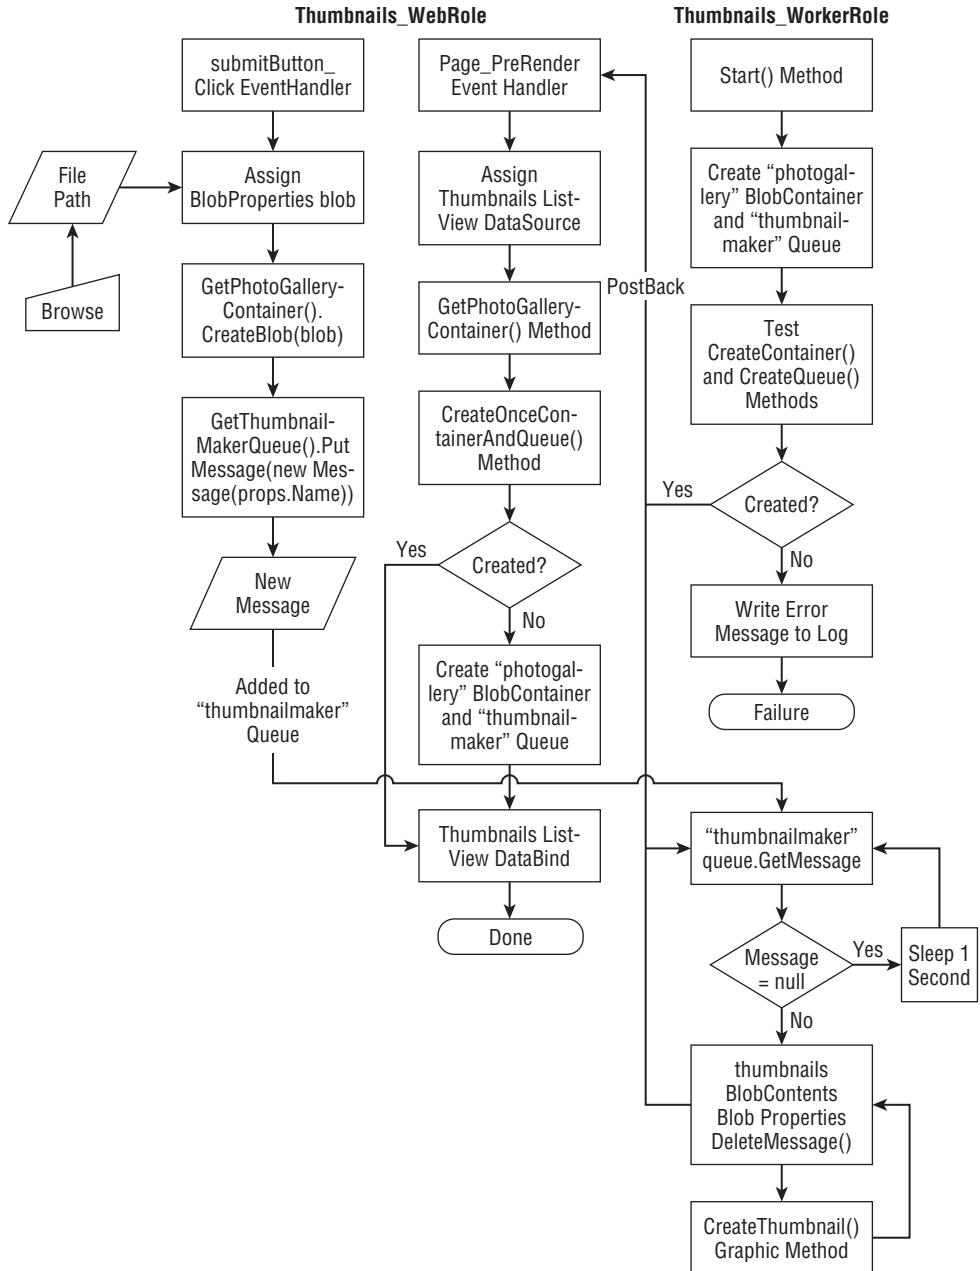 Thumbnails_WebRole
Thumbnails_WorkerRole
submitButton_
Click EventHandler
File
Path
Browse
Assign
BlobProperties blob
GetPhotoGallery-
Container().
CreateBlob(blob)
GetThumbnail-
MakerQueue().Put
Message(new Mes-
sage(props.Name))
New
Message
Added to
“thumbnailmaker”
Queue
Page_PreRender
Event Handler
Assign
Thumbnails List-
View DataSource
GetPhotoGallery-
Container() Method
CreateOnceCon-
tainerAndQueue()
Method
Created?
Yes
No
Create “photogal-
lery” BlobContainer
and “thumbnail-
maker” Queue
Thumbnails List-
View DataBind
Done
PostBack
Start() Method
Create “photogal-
lery” BlobContainer
and “thumbnail-
maker” Queue
Test
CreateContainer()
and CreateQueue()
Methods
Created?
Yes
No
Write Error
Message to Log
Failure
“thumbnailmaker”
queue.GetMessage
Message
= null
Yes
Sleep 1
Second
No
thumbnails
BlobContents
Blob Properties
DeleteMessage()
CreateThumbnail()
Graphic Method